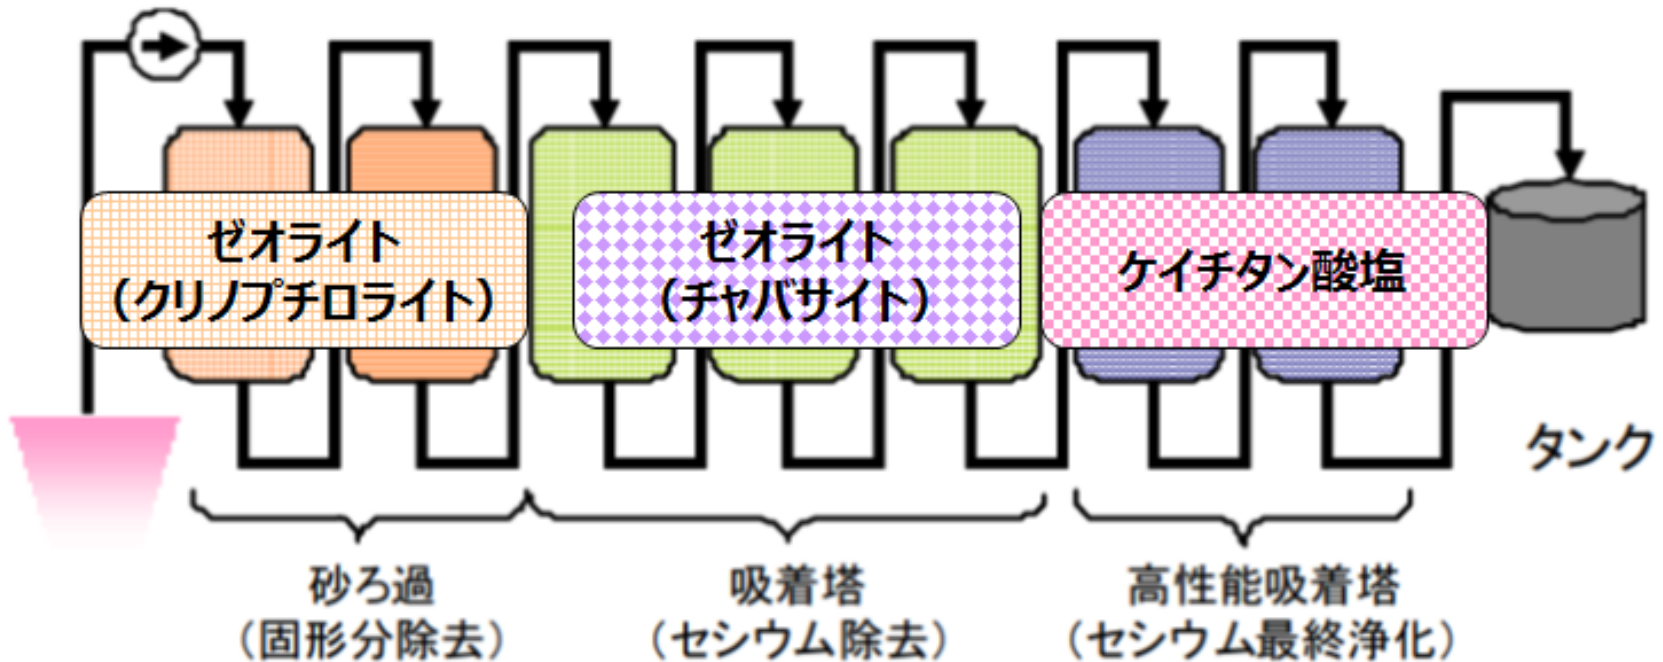 ゼオライト
（クリノプチロライト）
ゼオライト
（チャバサイト）
ケイチタン酸塩
タンク
砂ろ過
（固形分除去）
吸着塔
（セシウム除去）
高性能吸着塔
（セシウム最終浄化）